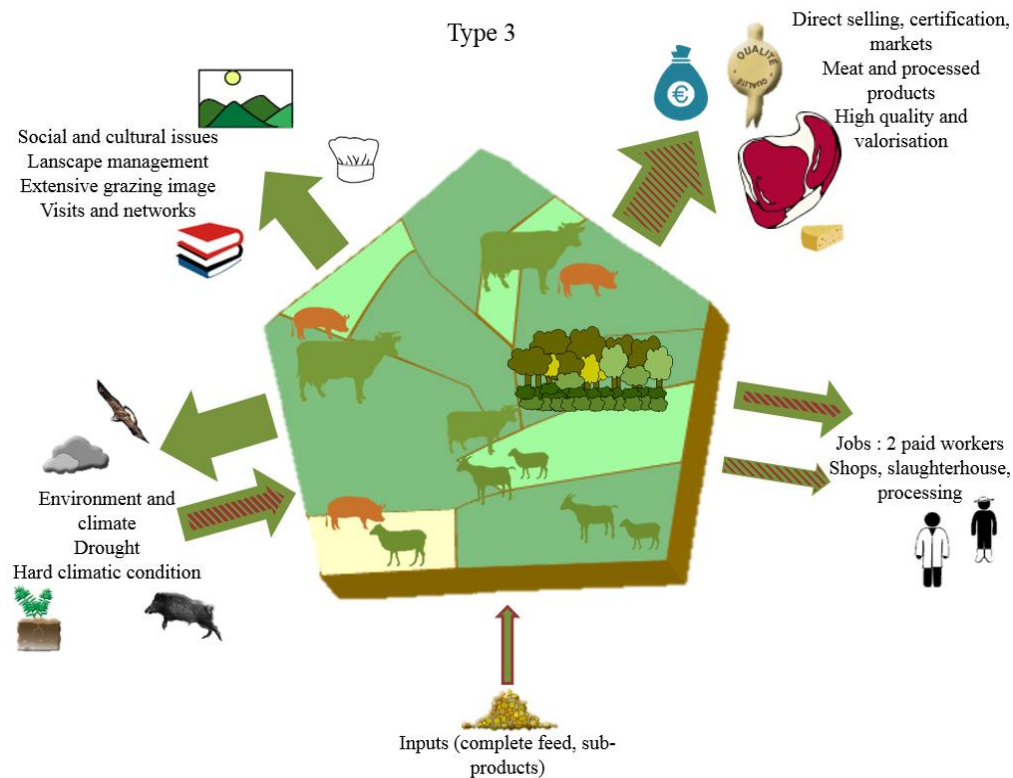 Type 3
Direct selling, certification,
markets
Meat and processed
products
High quality and
valorisation
QUALITÉ
QUALITÉ
€
Social and cultural issues
Lanscape management
Extensive grazing image
Visits and networks
Environment and
climate
Drought
Hard climatic condition
Jobs : 2 paid workers
Shops, slaughterhouse,
processing
Inputs (complete feed, sub-
products)